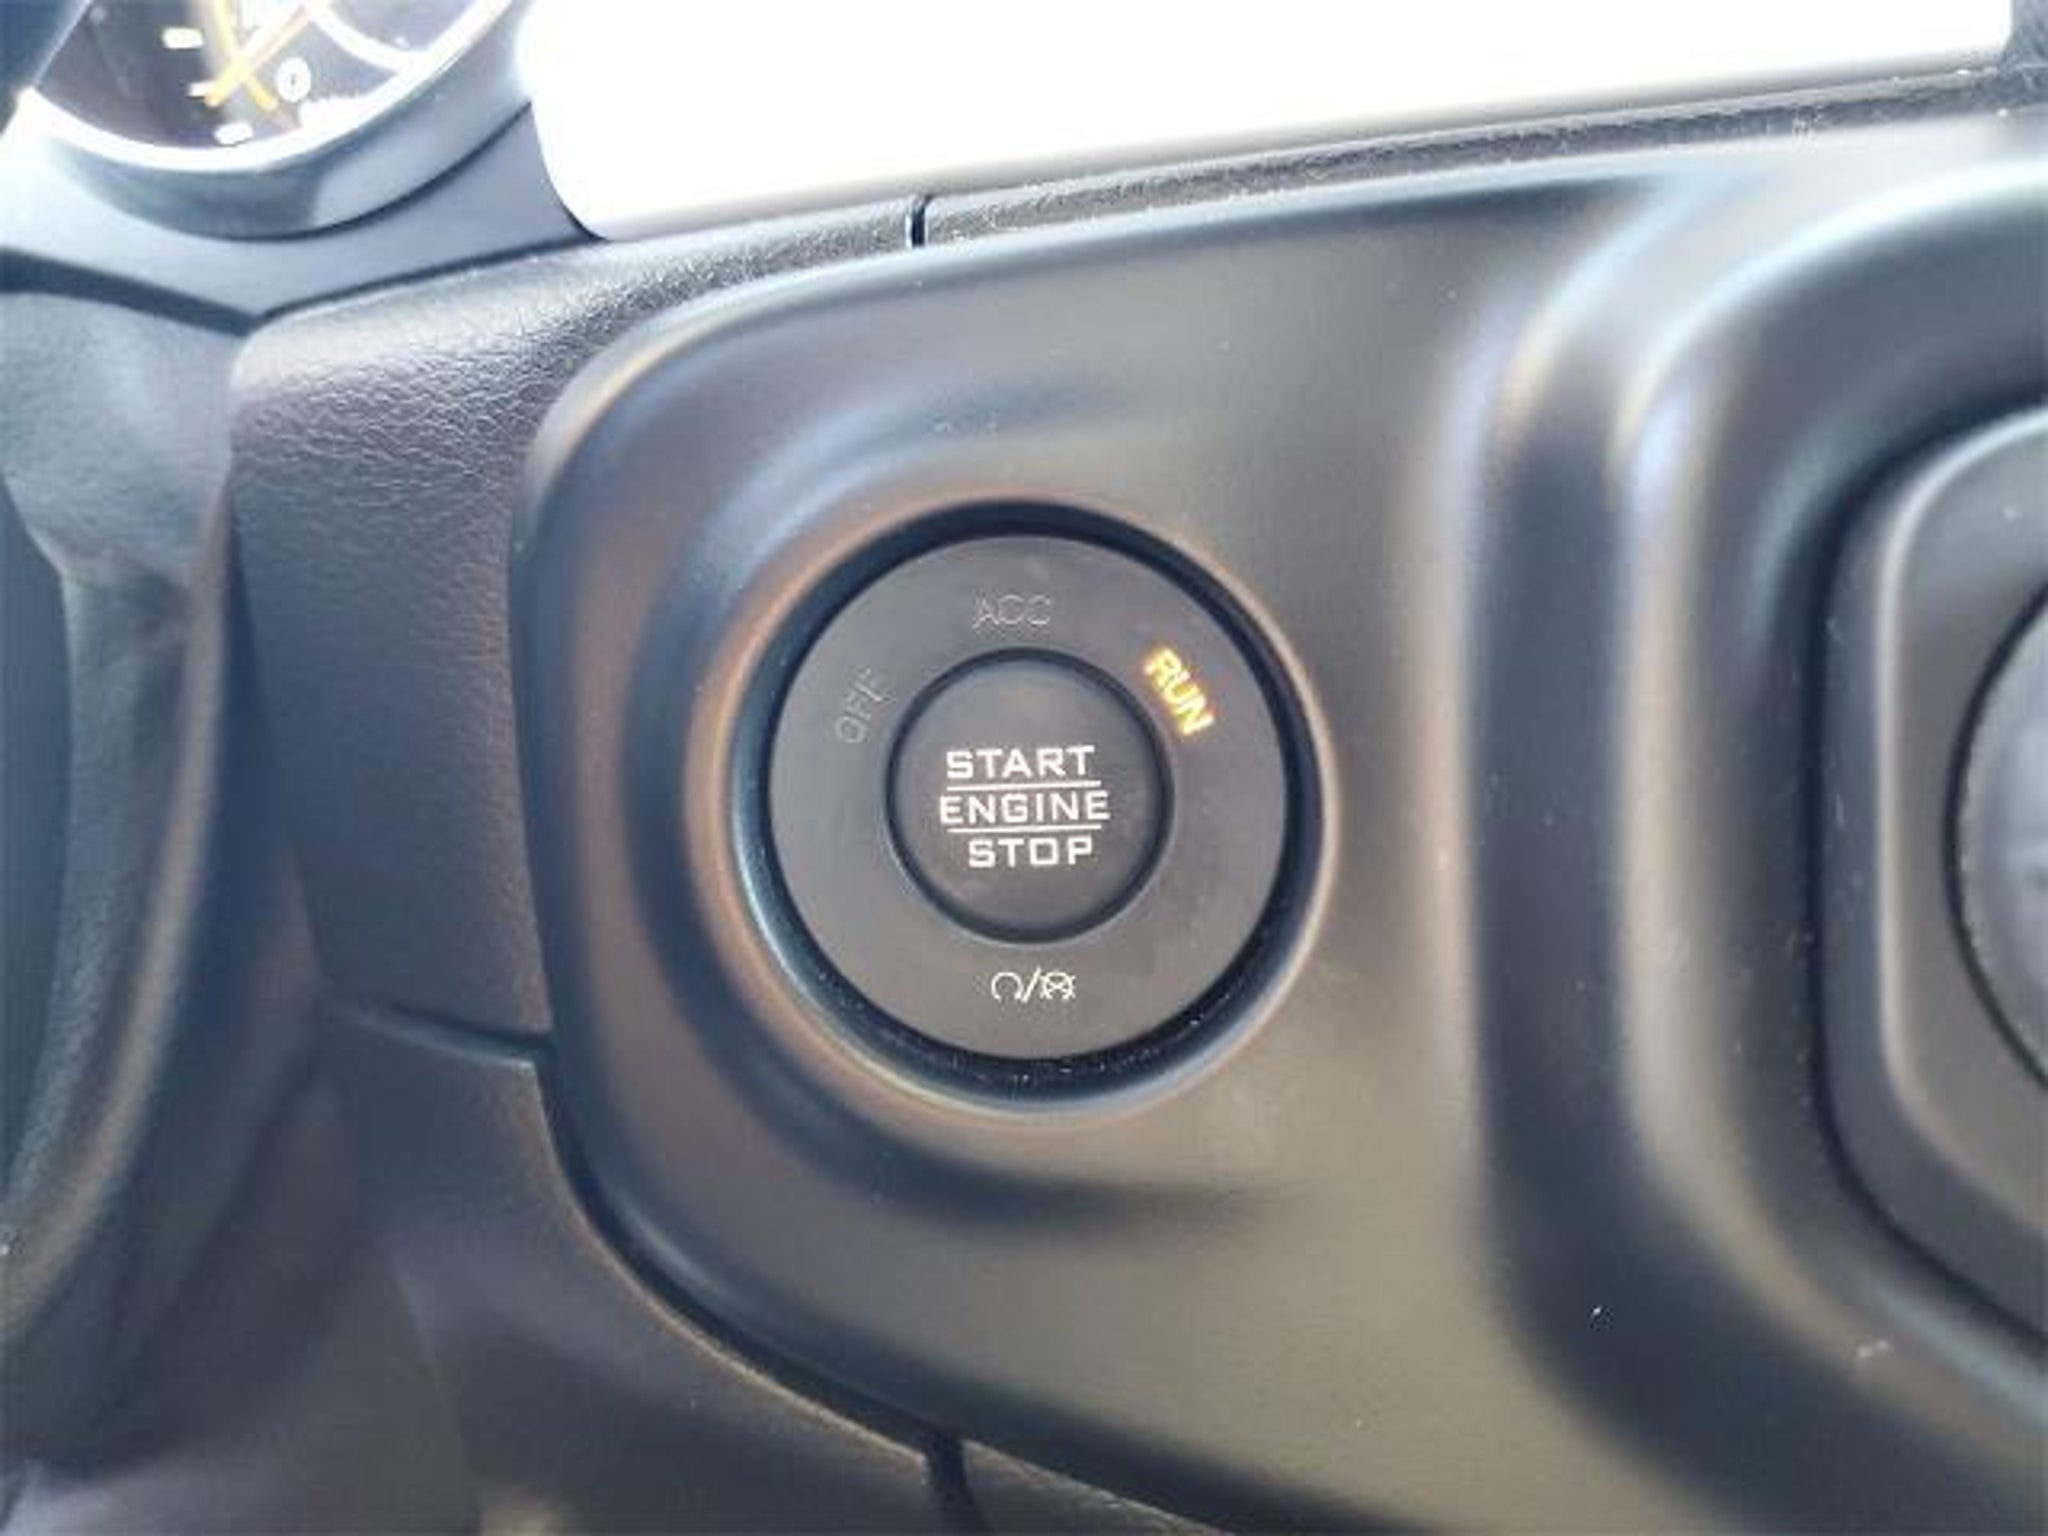 ACC
OFF
RUN
START
ENGINE
STOP